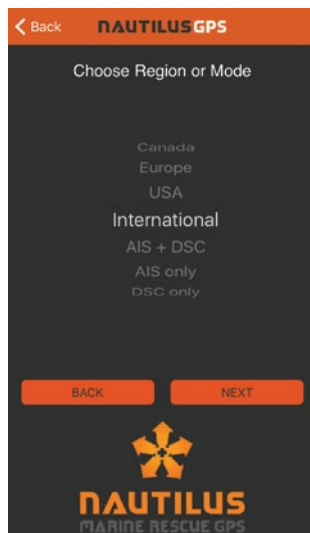 Back
NAUTILUS GPS
Choose Region or Mode
Canada
Europe
USA
International
AIS + DSC
AIS only
DSC only
BACK
NEXT
NAUTILUS
MARINE RESCUE GPS